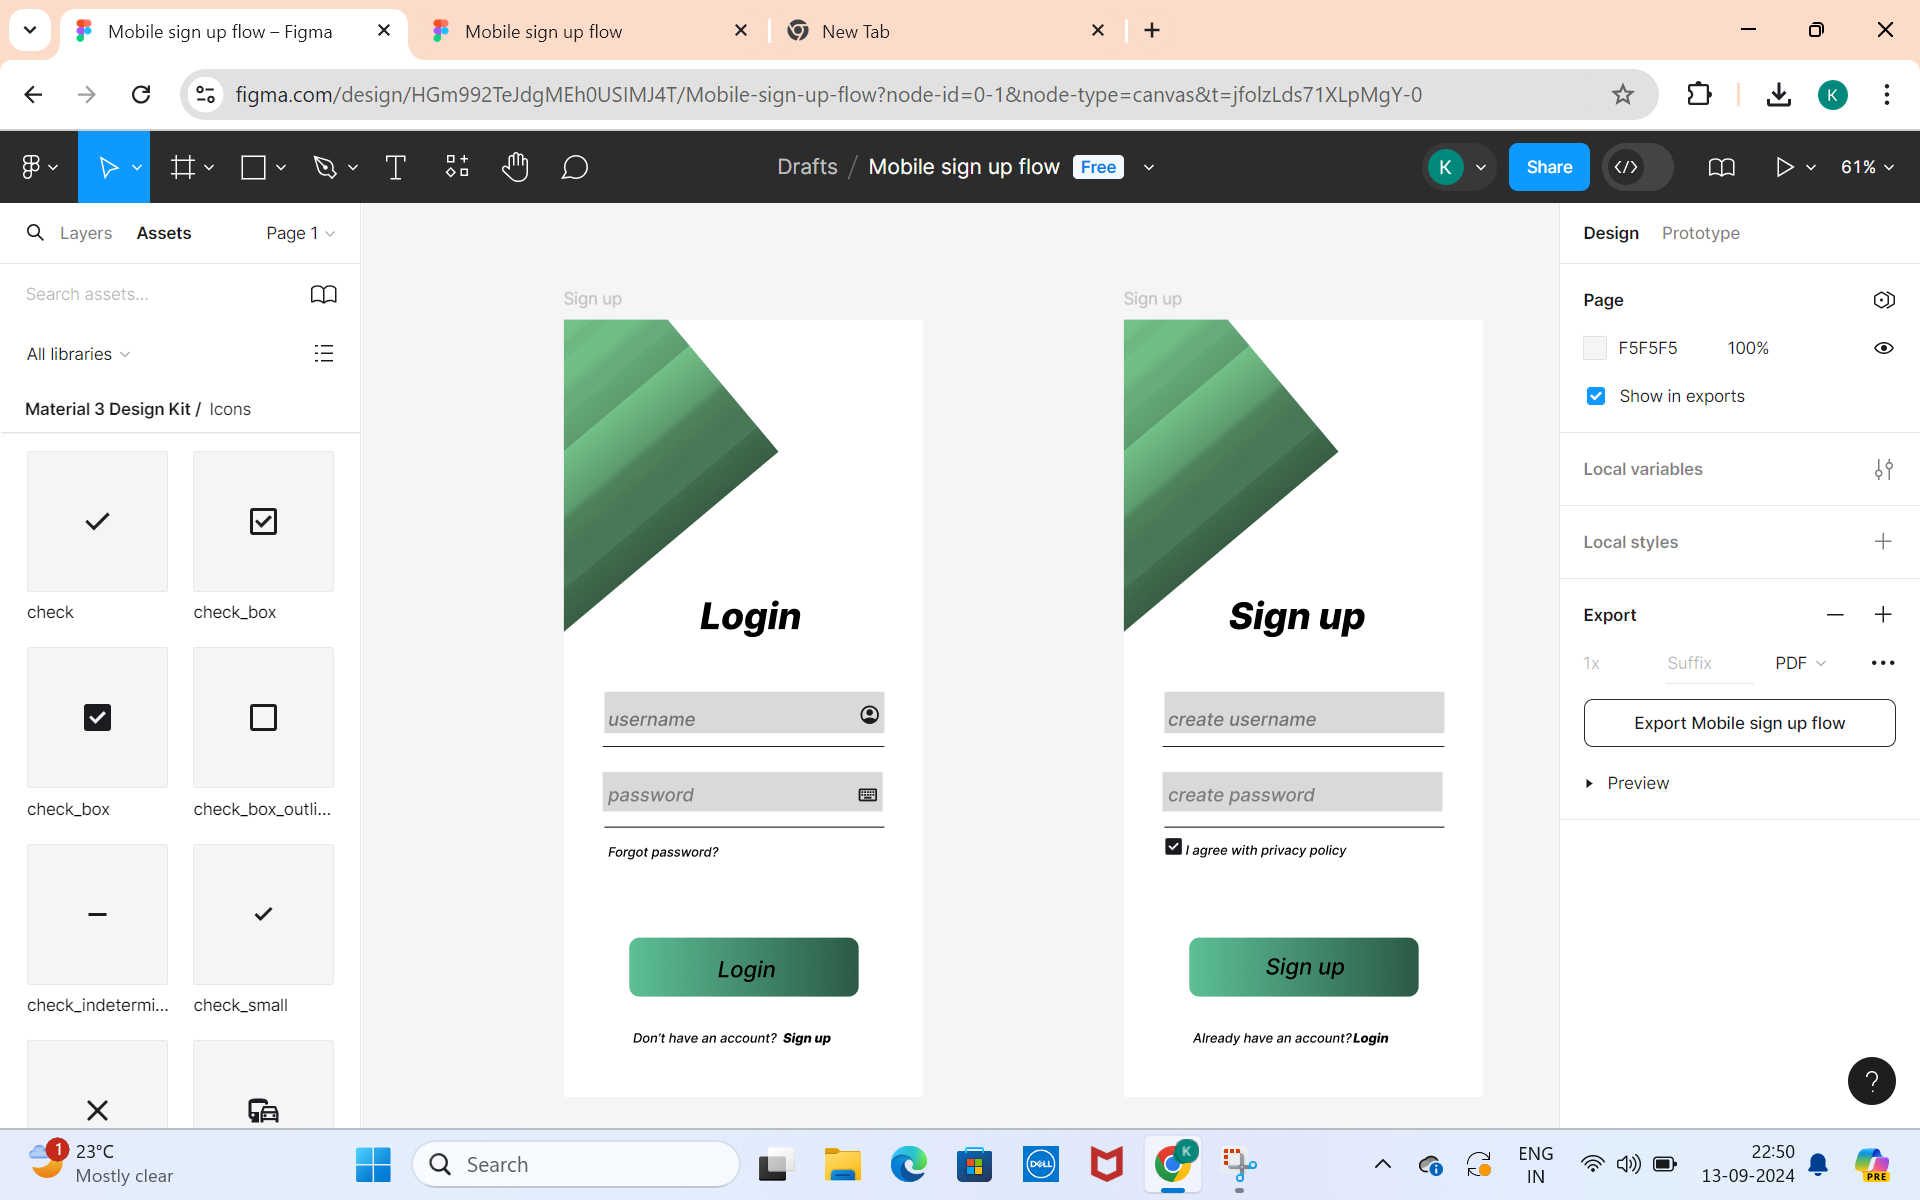 Mobile sign up flow – Figma
Mobile sign up flow
New Tab
figma.com/design/HGm992TeJdgMEh0USIMJ4T/Mobile-sign-up-flow?node-id=0-1&node-type=canvas&t=jfolzLds71XLpMgY-0
K
Drafts / Mobile sign up flow Free
K
Share
61%
Layers Assets Page 1
Search assets...
All libraries
Material 3 Design Kit / Icons
check
check_box
check_box
check_box_outli...
check_indetermi...
check_small
Sign up
Login
username
password
Forgot password?
Login
Don't have an account? Sign up
Sign up
Sign up
create username
create password
I agree with privacy policy
Sign up
Already have an account? Login
Design Prototype
Page
F5F5F5 100%
Show in exports
Local variables
Local styles
Export
1x Suffix PDF
Export Mobile sign up flow
Preview
?
1
23°C
Mostly clear
Search
DELL
K
ENG
IN
22:50
13-09-2024
PRE